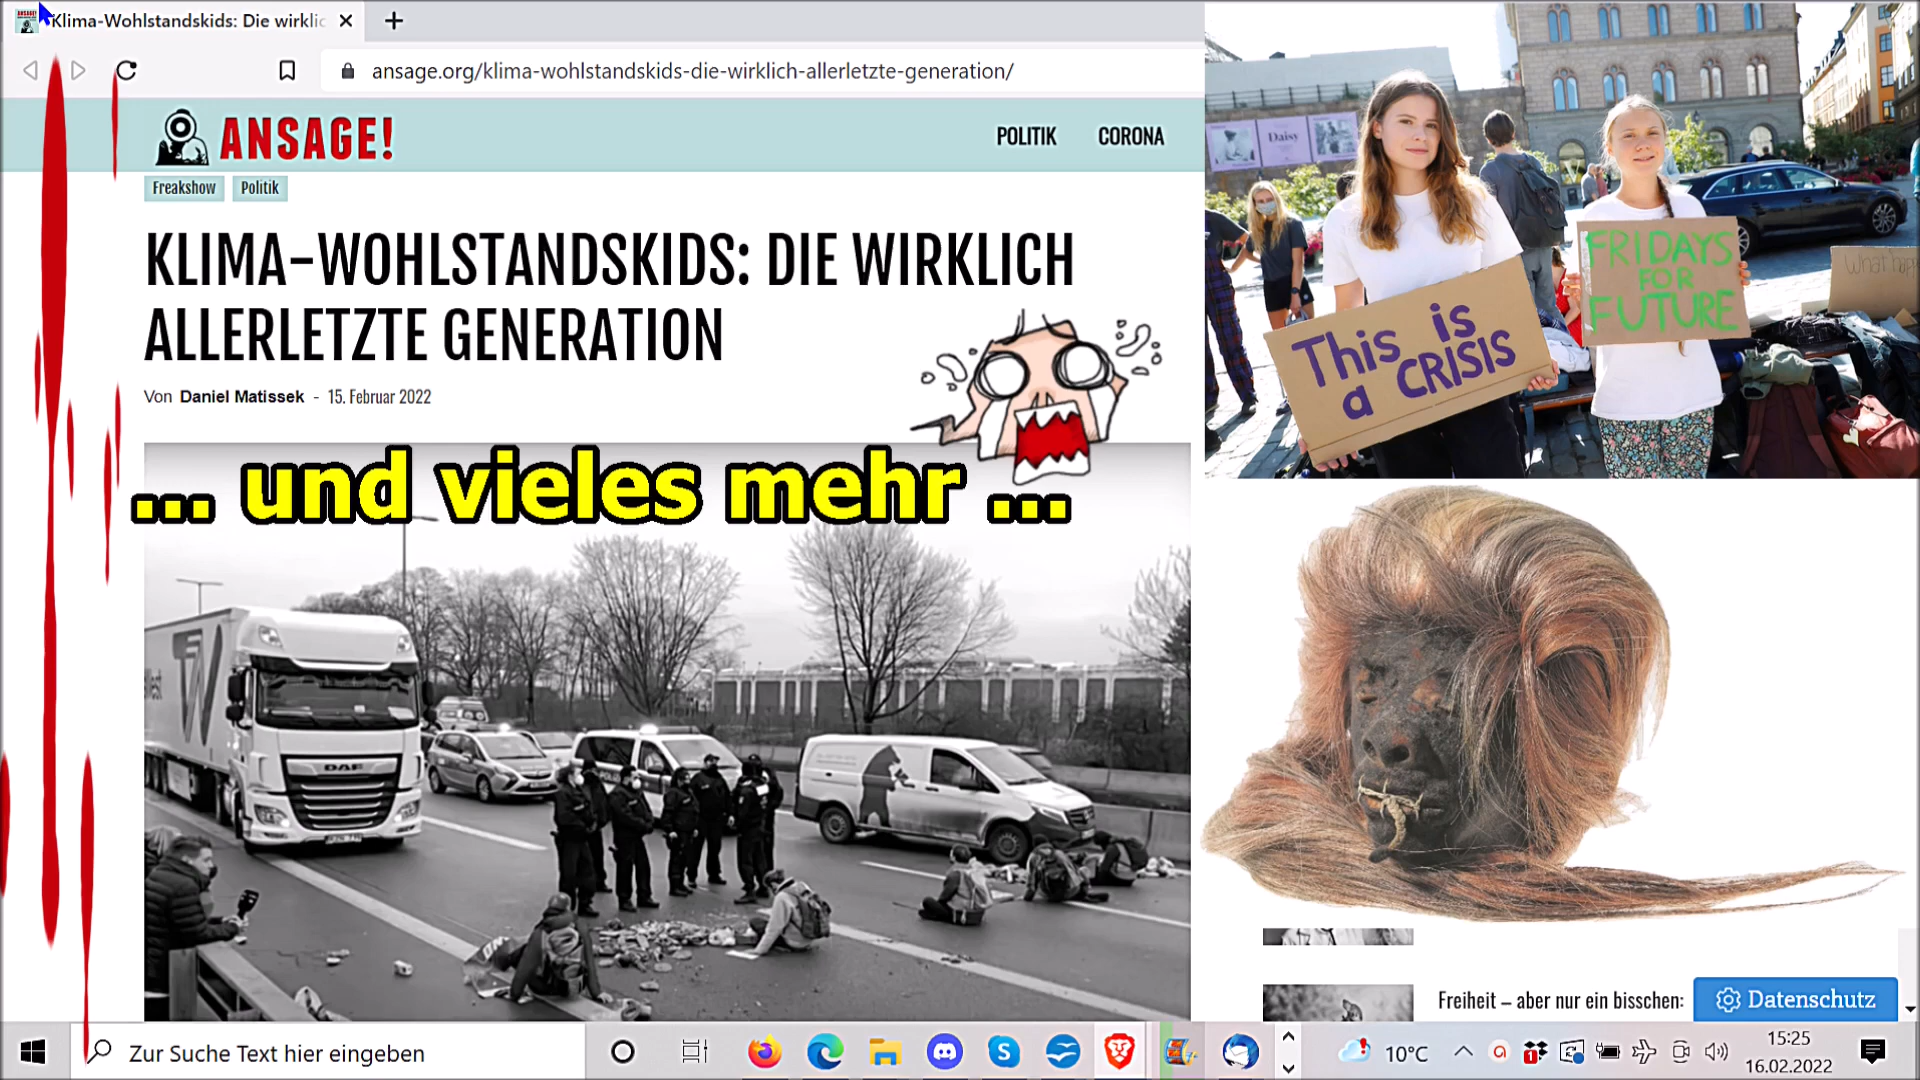 Klima-Wohlstandskids: Die wirklic
ansage.org/klima-wohlstandskids-die-wirklich-allerletzte-generation/
ANSAGE!
POLITIK CORONA
Freakshow Politik
KLIMA-WOHLSTANDSKIDS: DIE WIRKLICH
ALLERLETZTE GENERATION
Von Daniel Matissek - 15. Februar 2022
... und vieles mehr ...
DAF
Daisy
This is
a CRISIS
FRIDAYS
FOR
FUTURE
What
Freiheit – aber nur ein bisschen:
Datenschutz
Zur Suche Text hier eingeben
10°C
15:25
16.02.2022